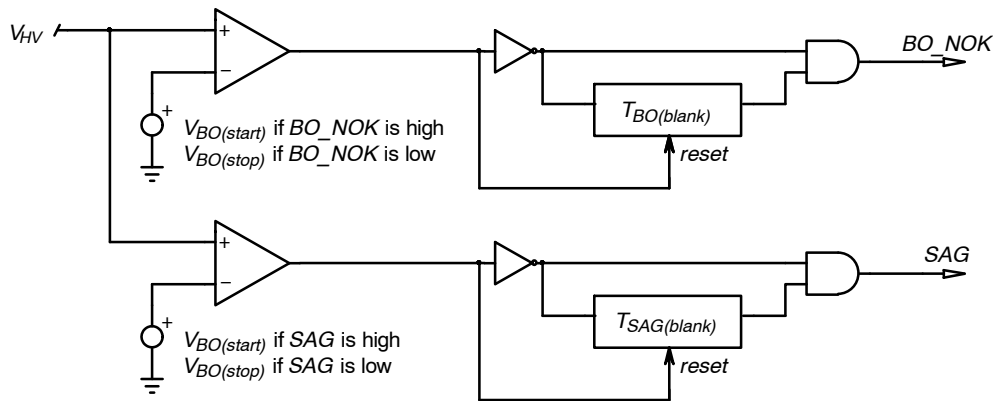 V_HV
+
−
BO_NOK
T_BO(blank)
+
V_BO(start) if BO_NOK is high
V_BO(stop) if BO_NOK is low
reset
+
−
SAG
T_SAG(blank)
+
V_BO(start) if SAG is high
V_BO(stop) if SAG is low
reset